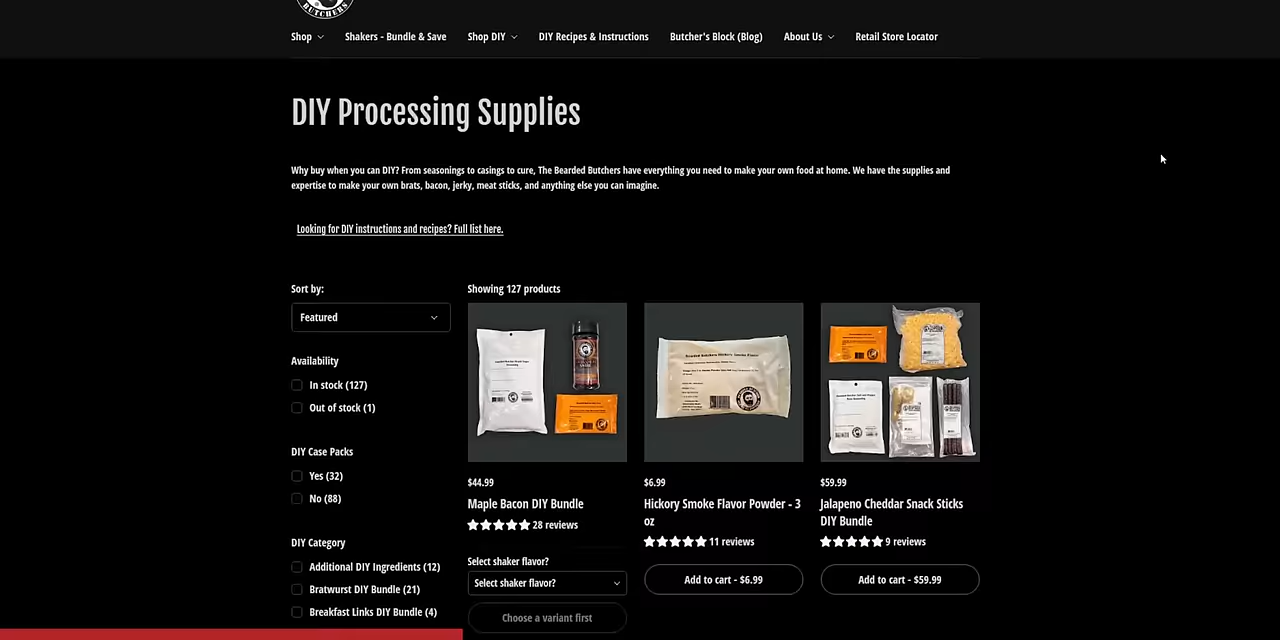 BUTCHERS
Shop
Shakers - Bundle & Save
Shop DIY
DIY Recipes & Instructions
Butcher's Block (Blog)
About Us
Retail Store Locator
DIY Processing Supplies
Why buy when you can DIY? From seasonings to casings to cure, The Bearded Butchers have everything you need to make your own food at home. We have the supplies and
expertise to make your own brats, bacon, jerky, meat sticks, and anything else you can imagine.
Looking for DIY instructions and recipes? Full list here.
Sort by:
Featured
Availability
In stock (127)
Out of stock (1)
DIY Case Packs
Yes (32)
No (88)
DIY Category
Additional DIY Ingredients (12)
Bratwurst DIY Bundle (21)
Breakfast Links DIY Bundle (4)
Showing 127 products
$44.99
Maple Bacon DIY Bundle
28 reviews
Select shaker flavor?
Select shaker flavor?
Choose a variant first
Bearded Butchers Hickory Smoke Flavor
$6.99
Hickory Smoke Flavor Powder - 3
oz
11 reviews
Add to cart - $6.99
$59.99
Jalapeno Cheddar Snack Sticks
DIY Bundle
9 reviews
Add to cart - $59.99